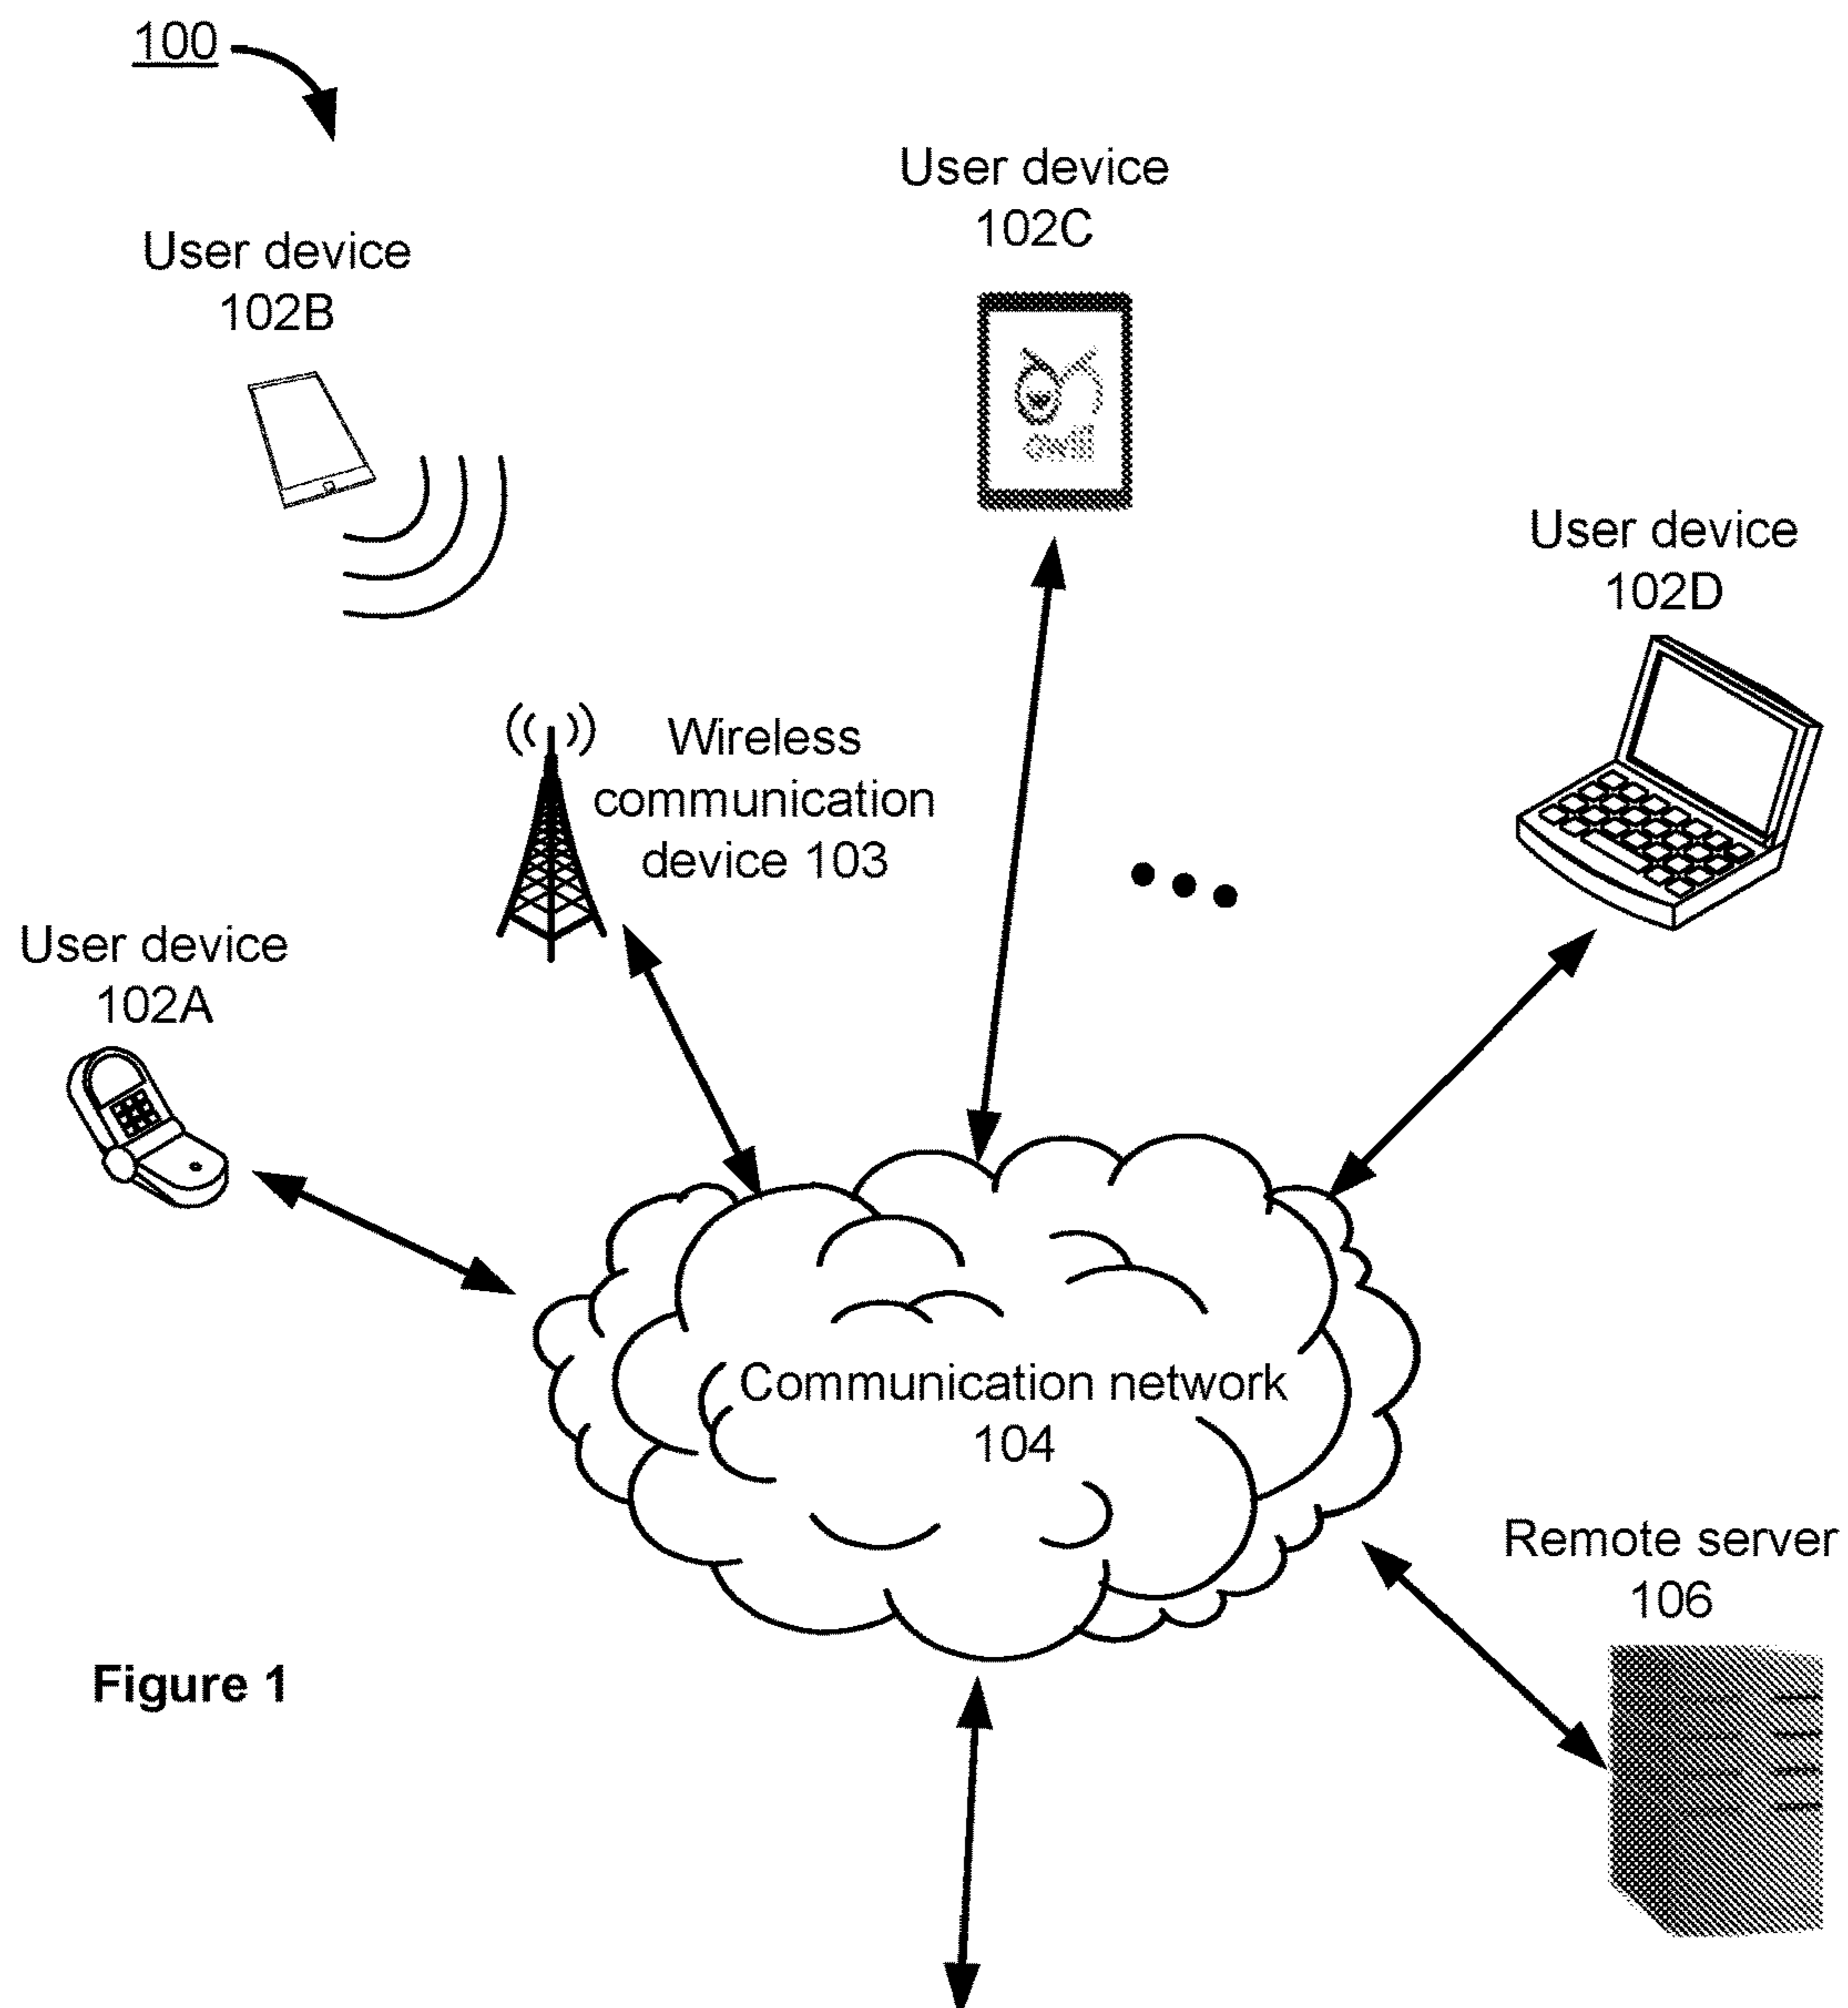 100
User device
102C
User device
102B
User device
102D
Wireless
communication
device 103
User device
102A
Communication network
104
Remote server
106
Figure 1